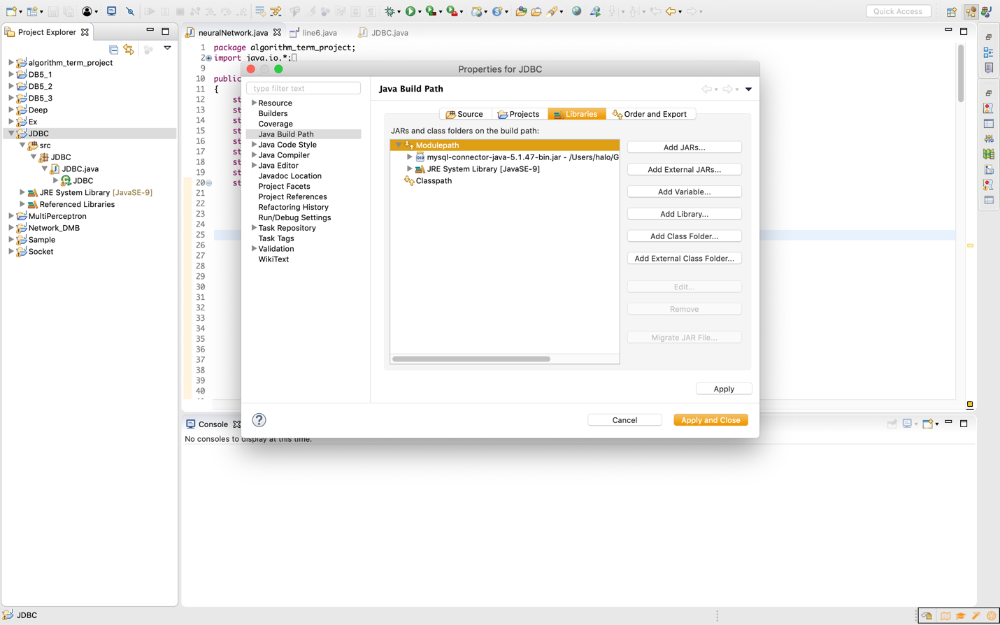 Quick Access
Project Explorer
algorithm_term_project
DB5_1
DB5_2
DB5_3
Deep
Ex
JDBC
src
JDBC
JDBC.java
JDBC
JRE System Library [JavaSE-9]
Referenced Libraries
MultiPerceptron
Network_DMB
Sample
Socket
neuralNetwork.java
line6.java
JDBC.java
1 package algorithm_term_project;
2 import java.io.*;
9
10 public
11 {
12 st
13 st
14 st
15 st
16 st
17 st
18 st
19 st
20 st
21
22
23
24
25
26
27
28
29
30
31
32
33
34
35
36
37
38
39
40
Properties for JDBC
type filter text
Resource
Builders
Coverage
Java Build Path
Java Code Style
Java Compiler
Java Editor
Javadoc Location
Project Facets
Project References
Refactoring History
Run/Debug Settings
Task Repository
Task Tags
Validation
WikiText
Java Build Path
Source
Projects
Libraries
Order and Export
JARs and class folders on the build path:
Modulepath
mysql-connector-java-5.1.47-bin.jar - /Users/halo/G
JRE System Library [JavaSE-9]
Classpath
Add JARs...
Add External JARs...
Add Variable...
Add Library...
Add Class Folder...
Add External Class Folder...
Edit...
Remove
Migrate JAR File...
Apply
Cancel
Apply and Close
Console
No consoles to display at this time.
JDBC